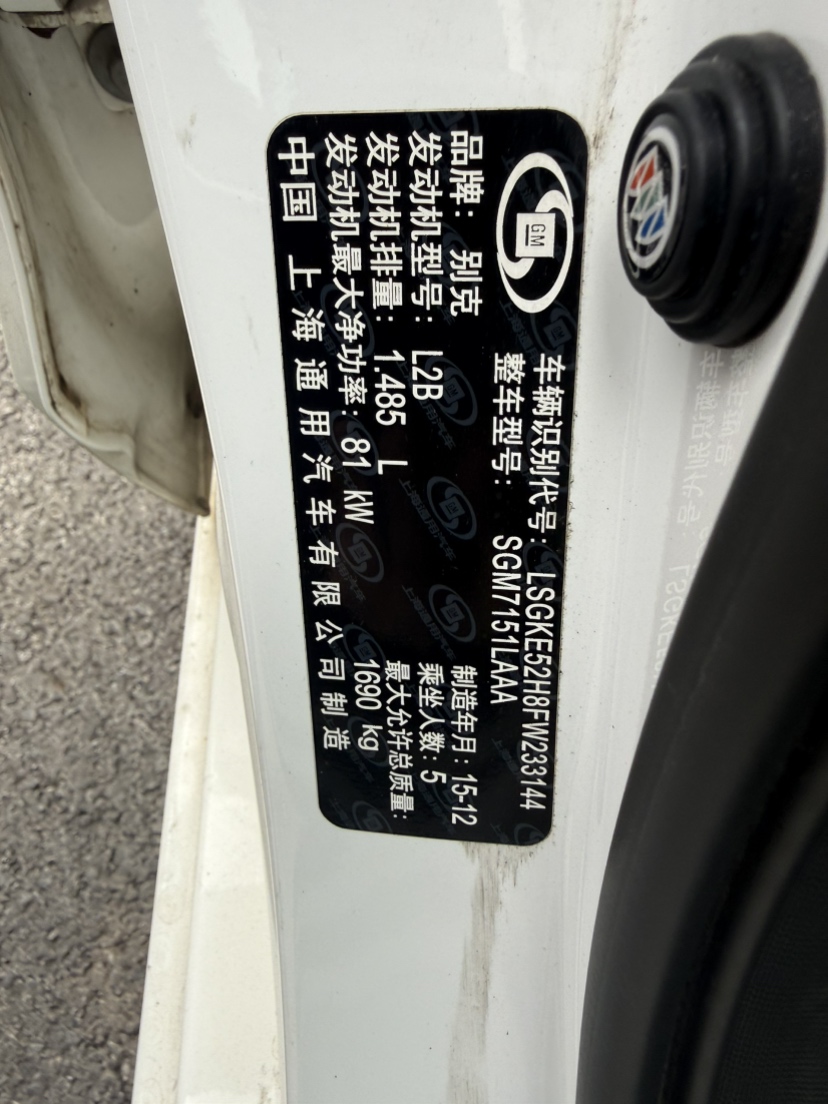 GM
车辆识别代号: LSGKE52H8FW233144
整车型号: SGM7151LAAA
品牌: 别克
制造年月: 15-12
发动机型号: L2B
乘坐人数: 5
发动机排量: 1.485 L
最大允许总质量:
发动机最大净功率: 81 kW
1690 kg
中国 上海通用汽车有限公司制造